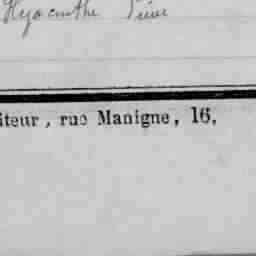 Hyacinthe
iteur, rue Manigne, 16,